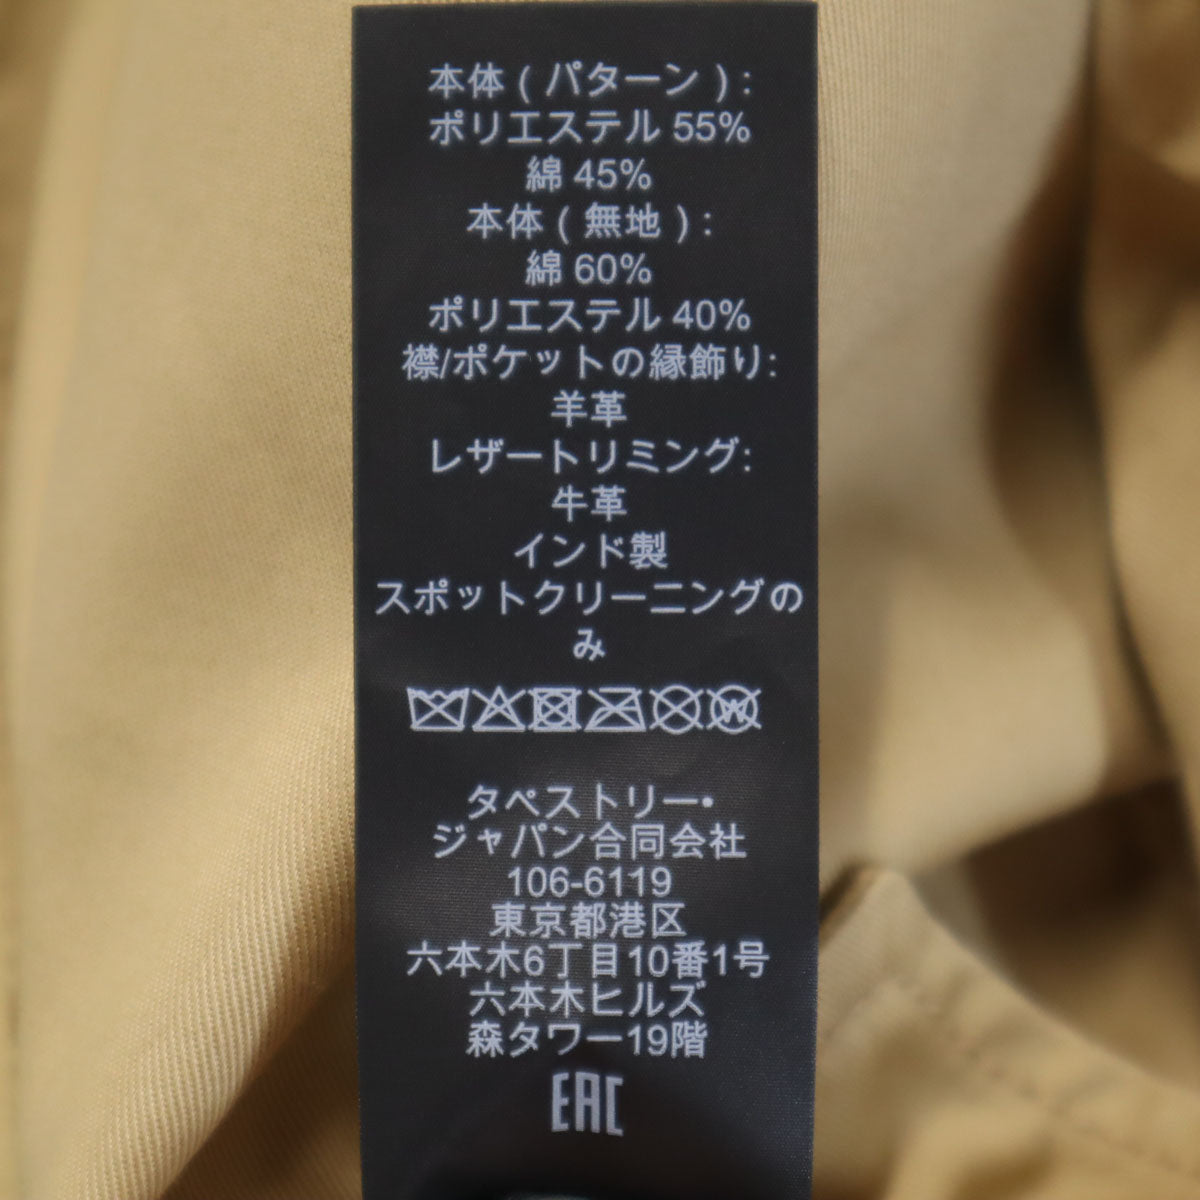 本体 ( パターン ) :
ポリエステル 55%
綿 45%
本体 ( 無地 ) :
綿 60%
ポリエステル 40%
襟/ポケットの縁飾り:
羊革
レザートリミング:
牛革
インド製
スポットクリーニングの
み
W
タペストリー•
ジャパン合同会社
106-6119
東京都港区
六本木6丁目10番1号
六本木ヒルズ
森タワー19階
EAC